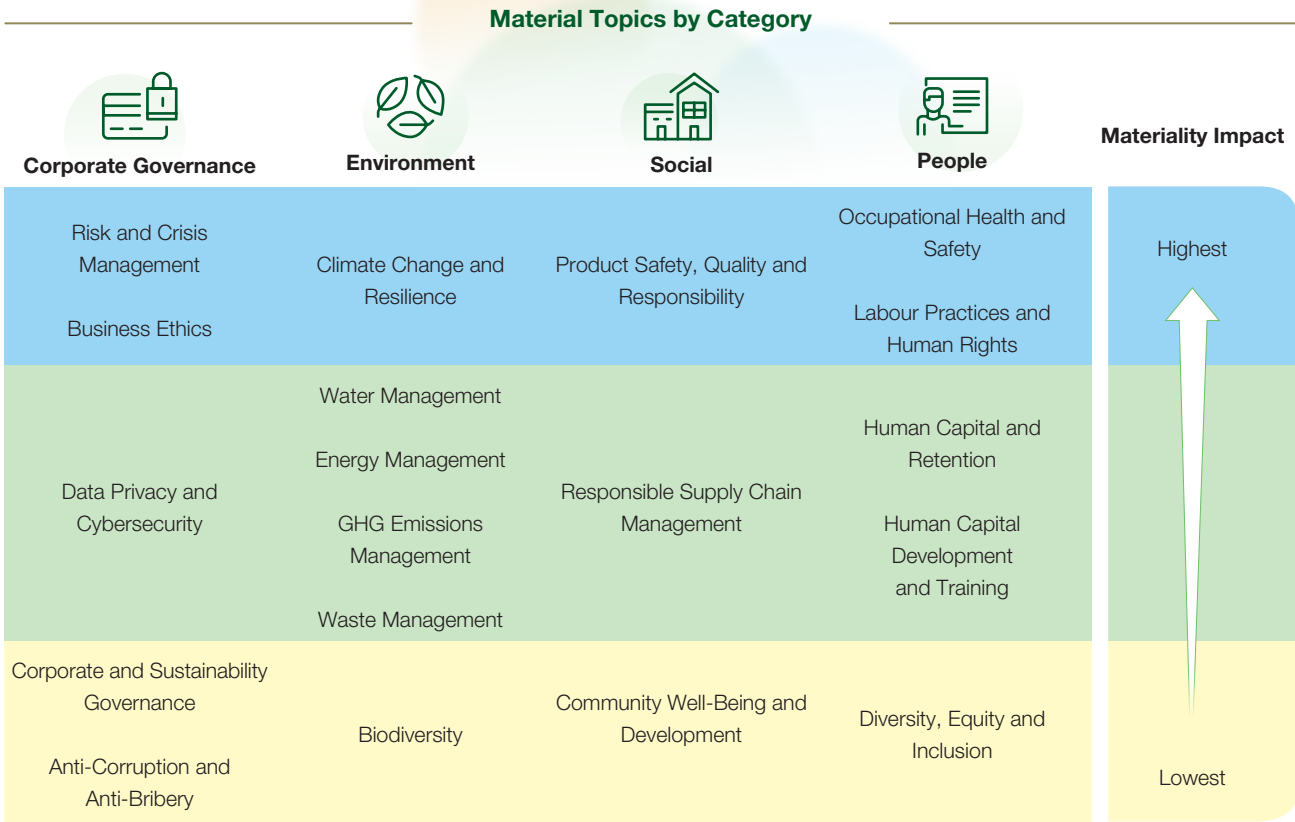 Material Topics by Category
Corporate Governance
Environment
Social
People
Materiality Impact
Risk and Crisis
Management
Business Ethics
Climate Change and
Resilience
Product Safety, Quality and
Responsibility
Occupational Health and
Safety
Labour Practices and
Human Rights
Highest
Data Privacy and
Cybersecurity
Water Management
Energy Management
GHG Emissions
Management
Waste Management
Responsible Supply Chain
Management
Human Capital and
Retention
Human Capital
Development
and Training
Corporate and Sustainability
Governance
Anti-Corruption and
Anti-Bribery
Biodiversity
Community Well-Being and
Development
Diversity, Equity and
Inclusion
Lowest